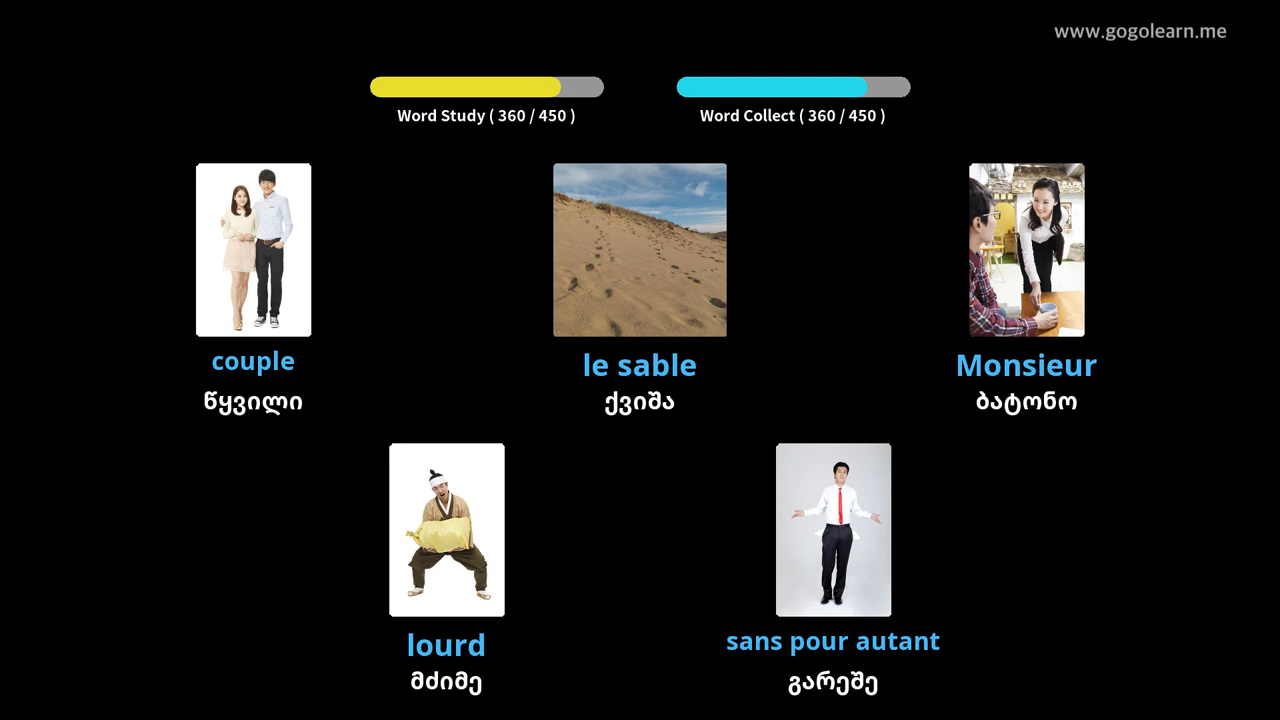 www.gogolearn.me
Word Study ( 360 / 450 )
Word Collect ( 360 / 450 )
couple
წყვილი
le sable
ქვიშა
Monsieur
ბატონო
lourd
მძიმე
sans pour autant
გარეშე